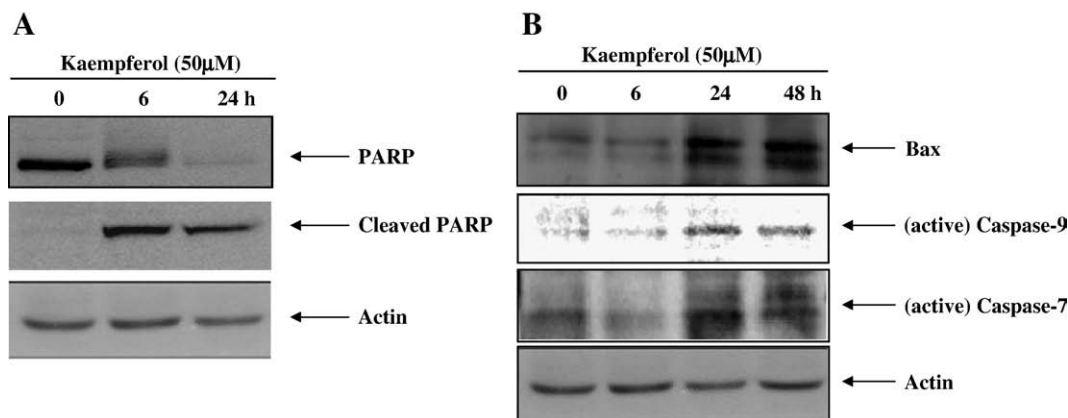 A
Kaempferol (50μM)
0 6 24 h
PARP
Cleaved PARP
Actin
B
Kaempferol (50μM)
0 6 24 48 h
Bax
(active) Caspase-9
(active) Caspase-7
Actin